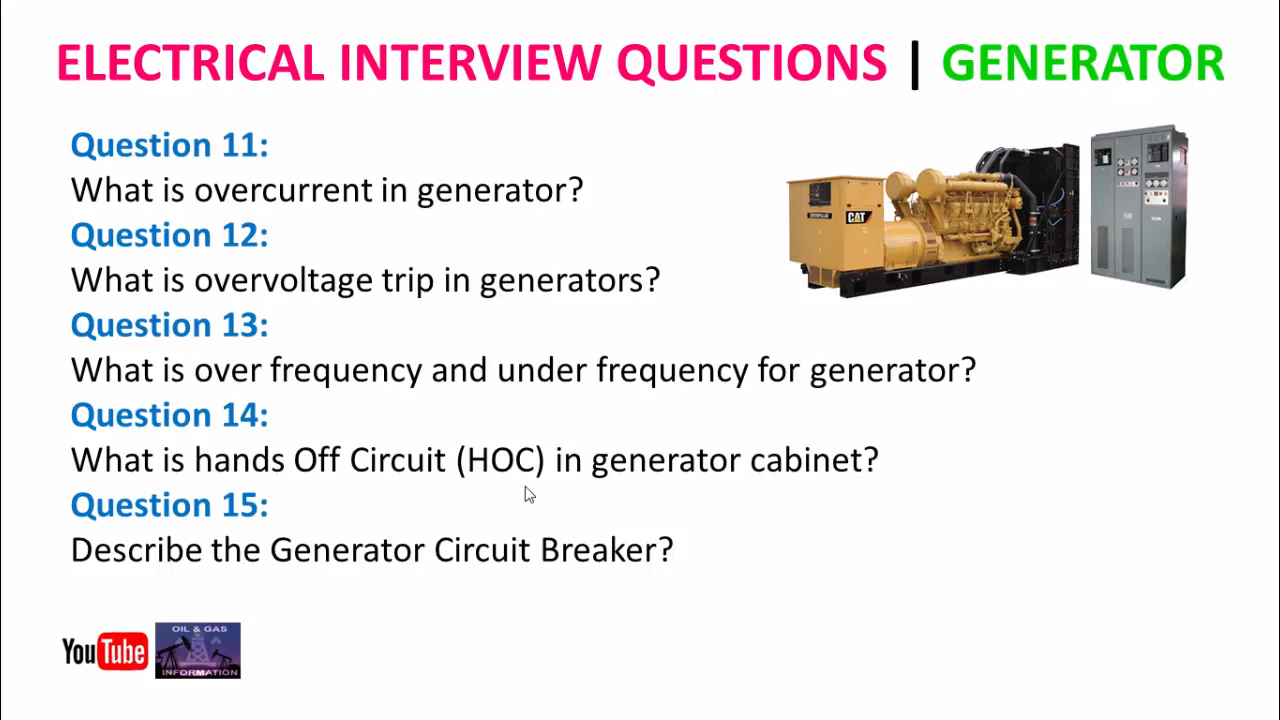 ELECTRICAL INTERVIEW QUESTIONS | GENERATOR
Question 11:
What is overcurrent in generator?
Question 12:
What is overvoltage trip in generators?
Question 13:
What is over frequency and under frequency for generator?
Question 14:
What is hands Off Circuit (HOC) in generator cabinet?
Question 15:
Describe the Generator Circuit Breaker?
CATERPILLAR
CAT
YouTube
OIL & GAS
INFORMATION